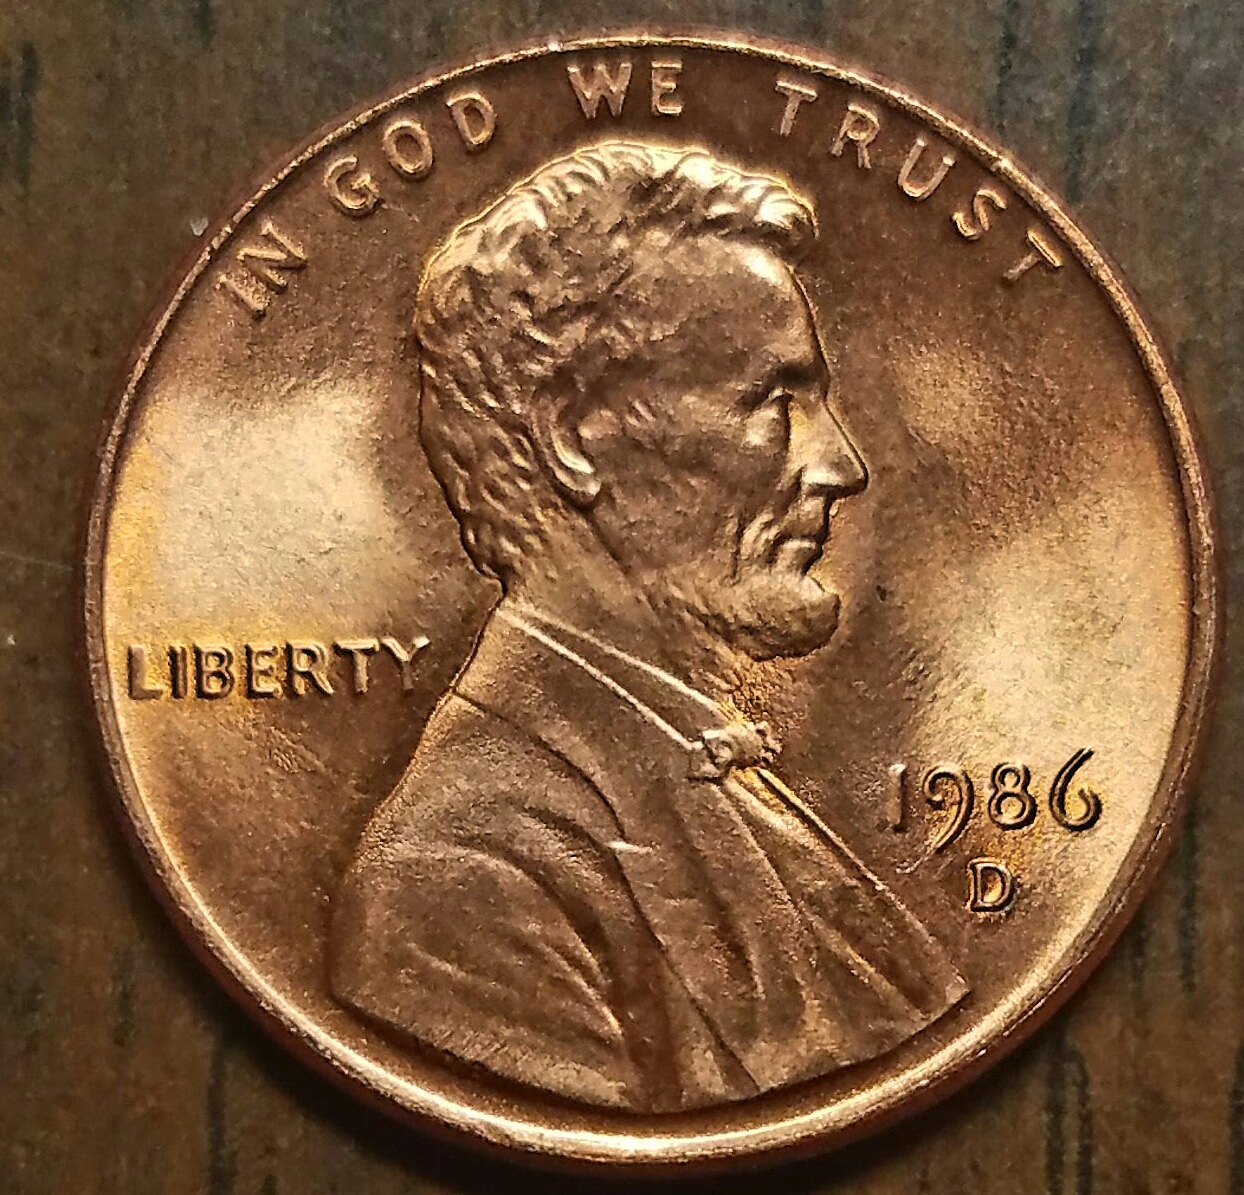 IN GOD WE TRUST
LIBERTY
1986
D